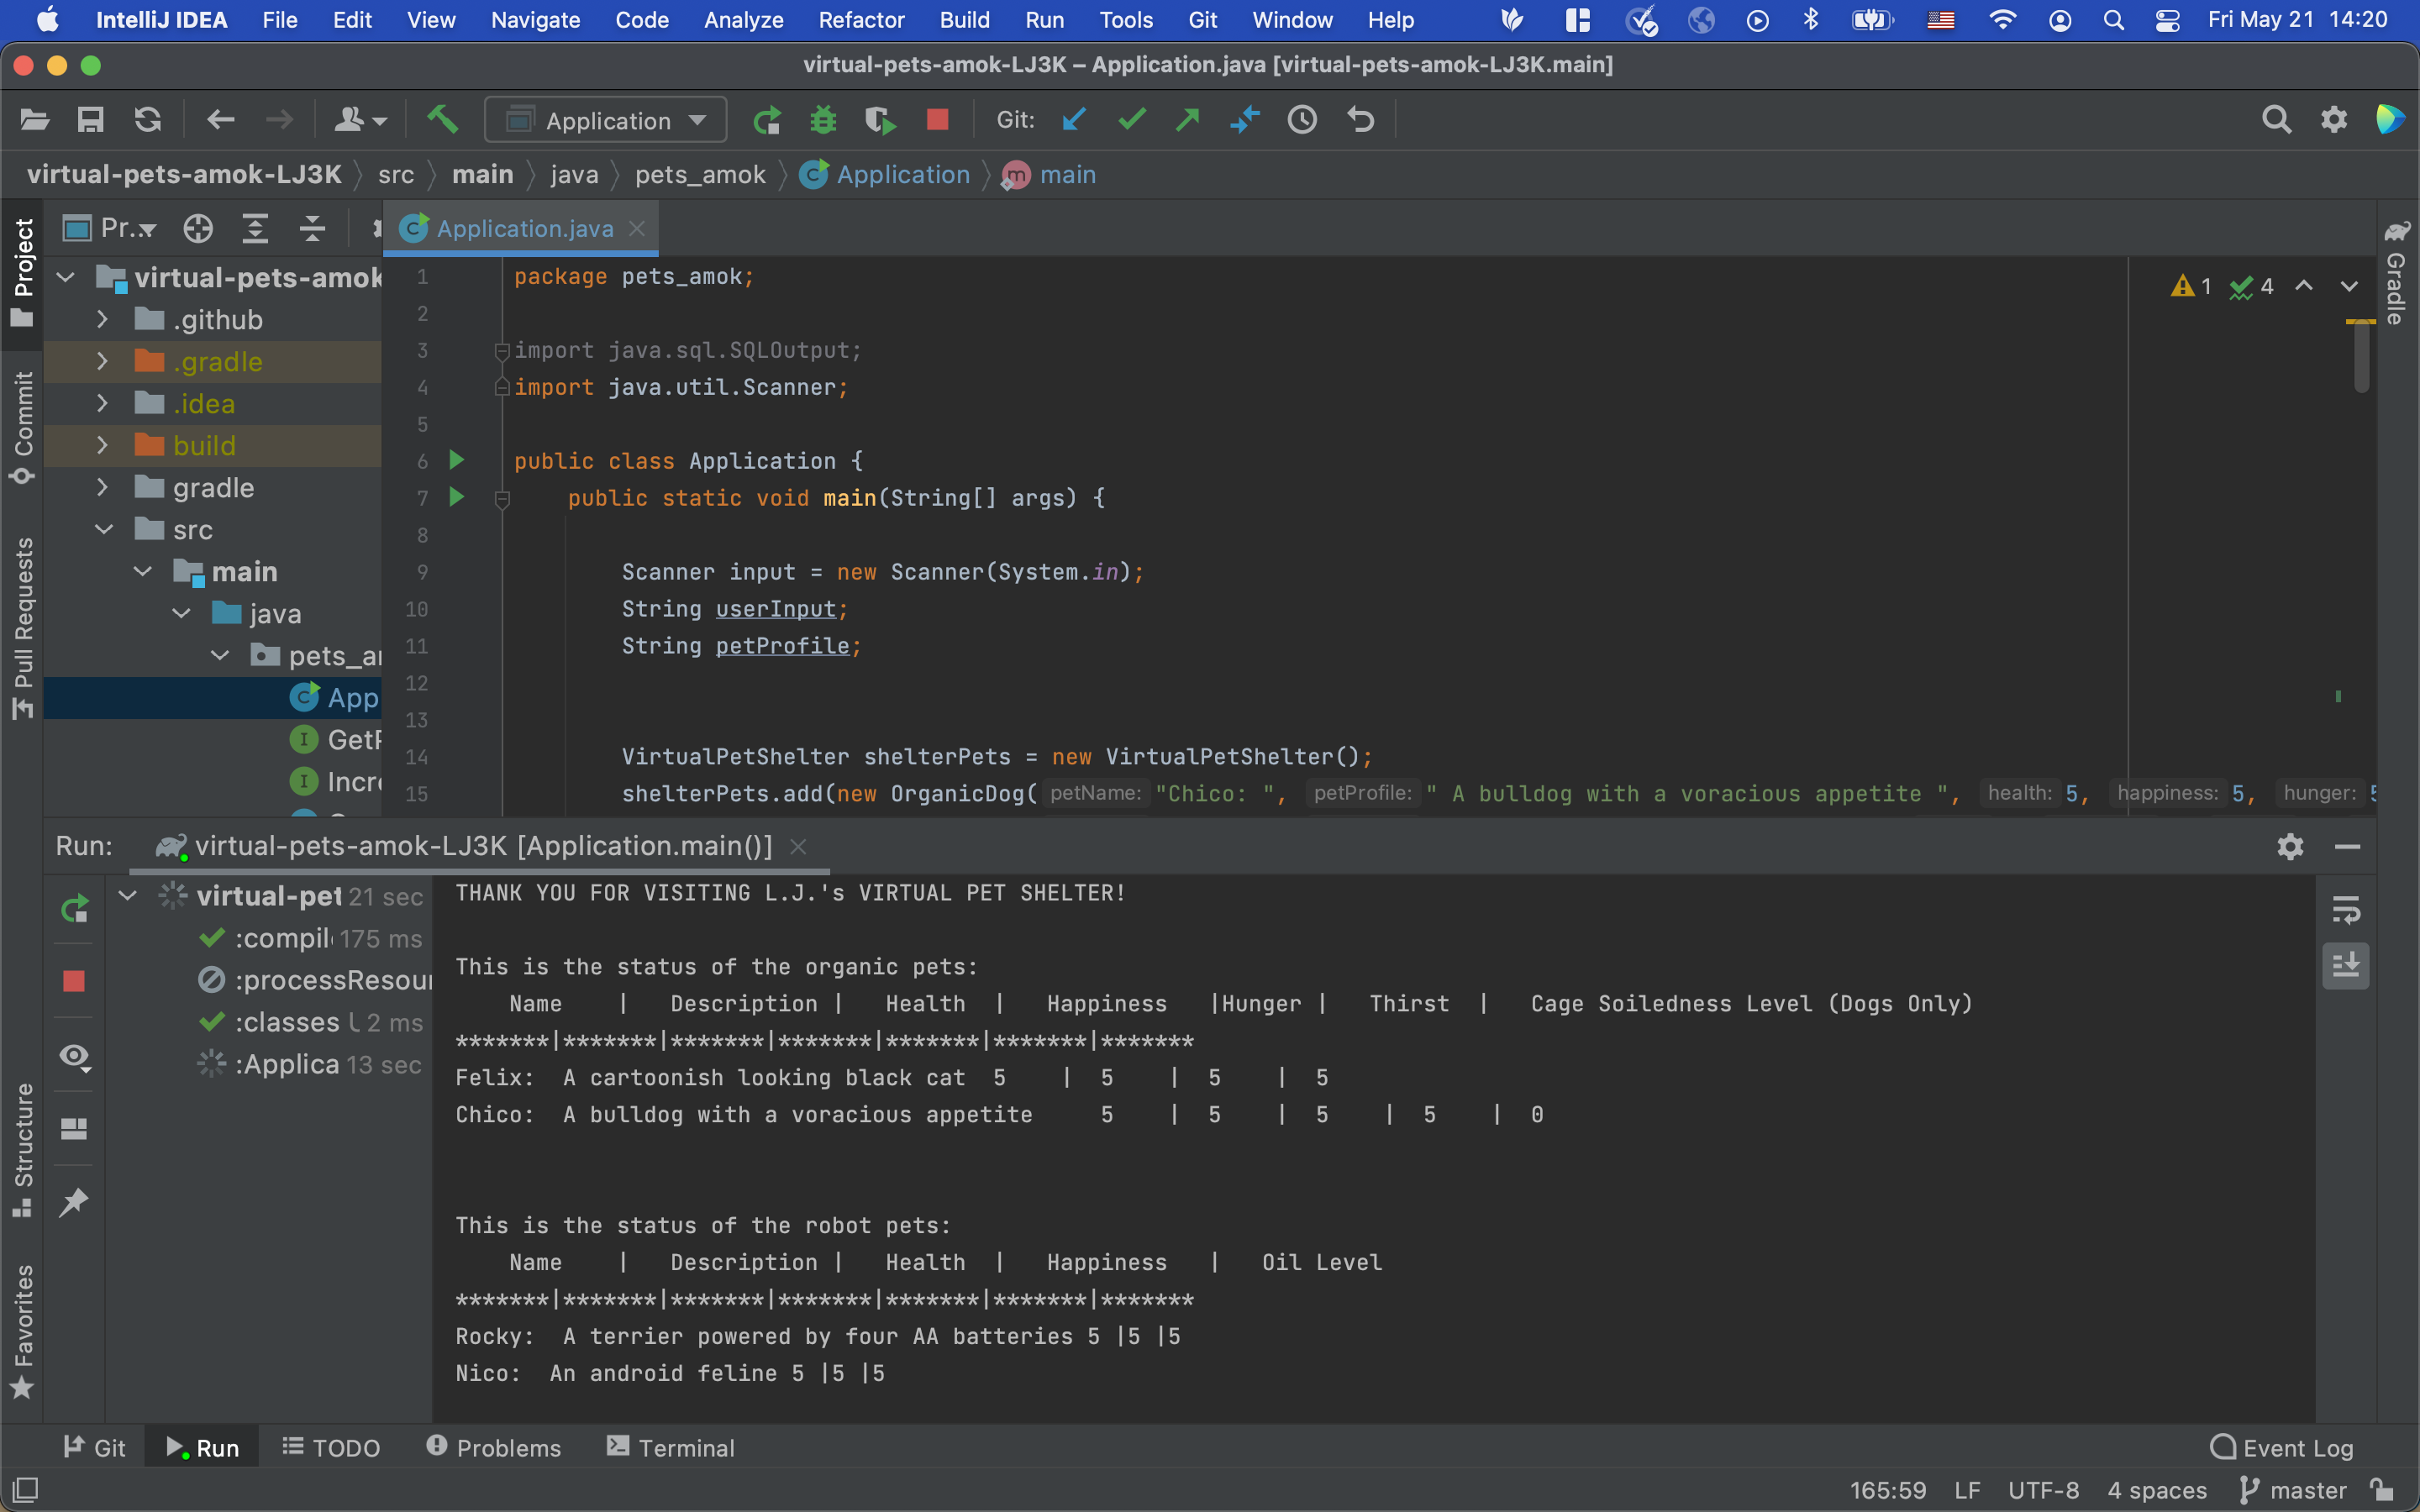 IntelliJ IDEA File Edit View Navigate Code Analyze Refactor Build Run Tools Git Window Help Fri May 21 14:20
virtual-pets-amok-LJ3K – Application.java [virtual-pets-amok-LJ3K.main]
Application Git:
virtual-pets-amok-LJ3K src main java pets_amok Application main
Project
Commit
Pull Requests
Structure
Favorites
Pr...
virtual-pets-amok
.github
.gradle
.idea
build
gradle
src
main
java
pets_a
App
Get
Incr
Application.java
1 package pets_amok;
2
3 import java.sql.SQLOutput;
4 import java.util.Scanner;
5
6 public class Application {
7 public static void main(String[] args) {
8
9 Scanner input = new Scanner(System.in);
10 String userInput;
11 String petProfile;
12
13
14 VirtualPetShelter shelterPets = new VirtualPetShelter();
15 shelterPets.add(new OrganicDog( petName: "Chico: ", petProfile: " A bulldog with a voracious appetite ", health: 5, happiness: 5, hunger: 5
1 4
Gradle
Run: virtual-pets-amok-LJ3K [Application.main()]
virtual-pet 21 sec
:compil 175 ms
:processResour
:classes 2 ms
:Applica 13 sec
THANK YOU FOR VISITING L.J.'s VIRTUAL PET SHELTER!
This is the status of the organic pets:
Name | Description | Health | Happiness |Hunger | Thirst | Cage Soiledness Level (Dogs Only)
*******|*******|*******|*******|*******|*******|*******
Felix: A cartoonish looking black cat 5 | 5 | 5 | 5
Chico: A bulldog with a voracious appetite 5 | 5 | 5 | 5 | 0
This is the status of the robot pets:
Name | Description | Health | Happiness | Oil Level
*******|*******|*******|*******|*******|*******|*******
Rocky: A terrier powered by four AA batteries 5 |5 |5
Nico: An android feline 5 |5 |5
Git Run TODO Problems Terminal Event Log
165:59 LF UTF-8 4 spaces master